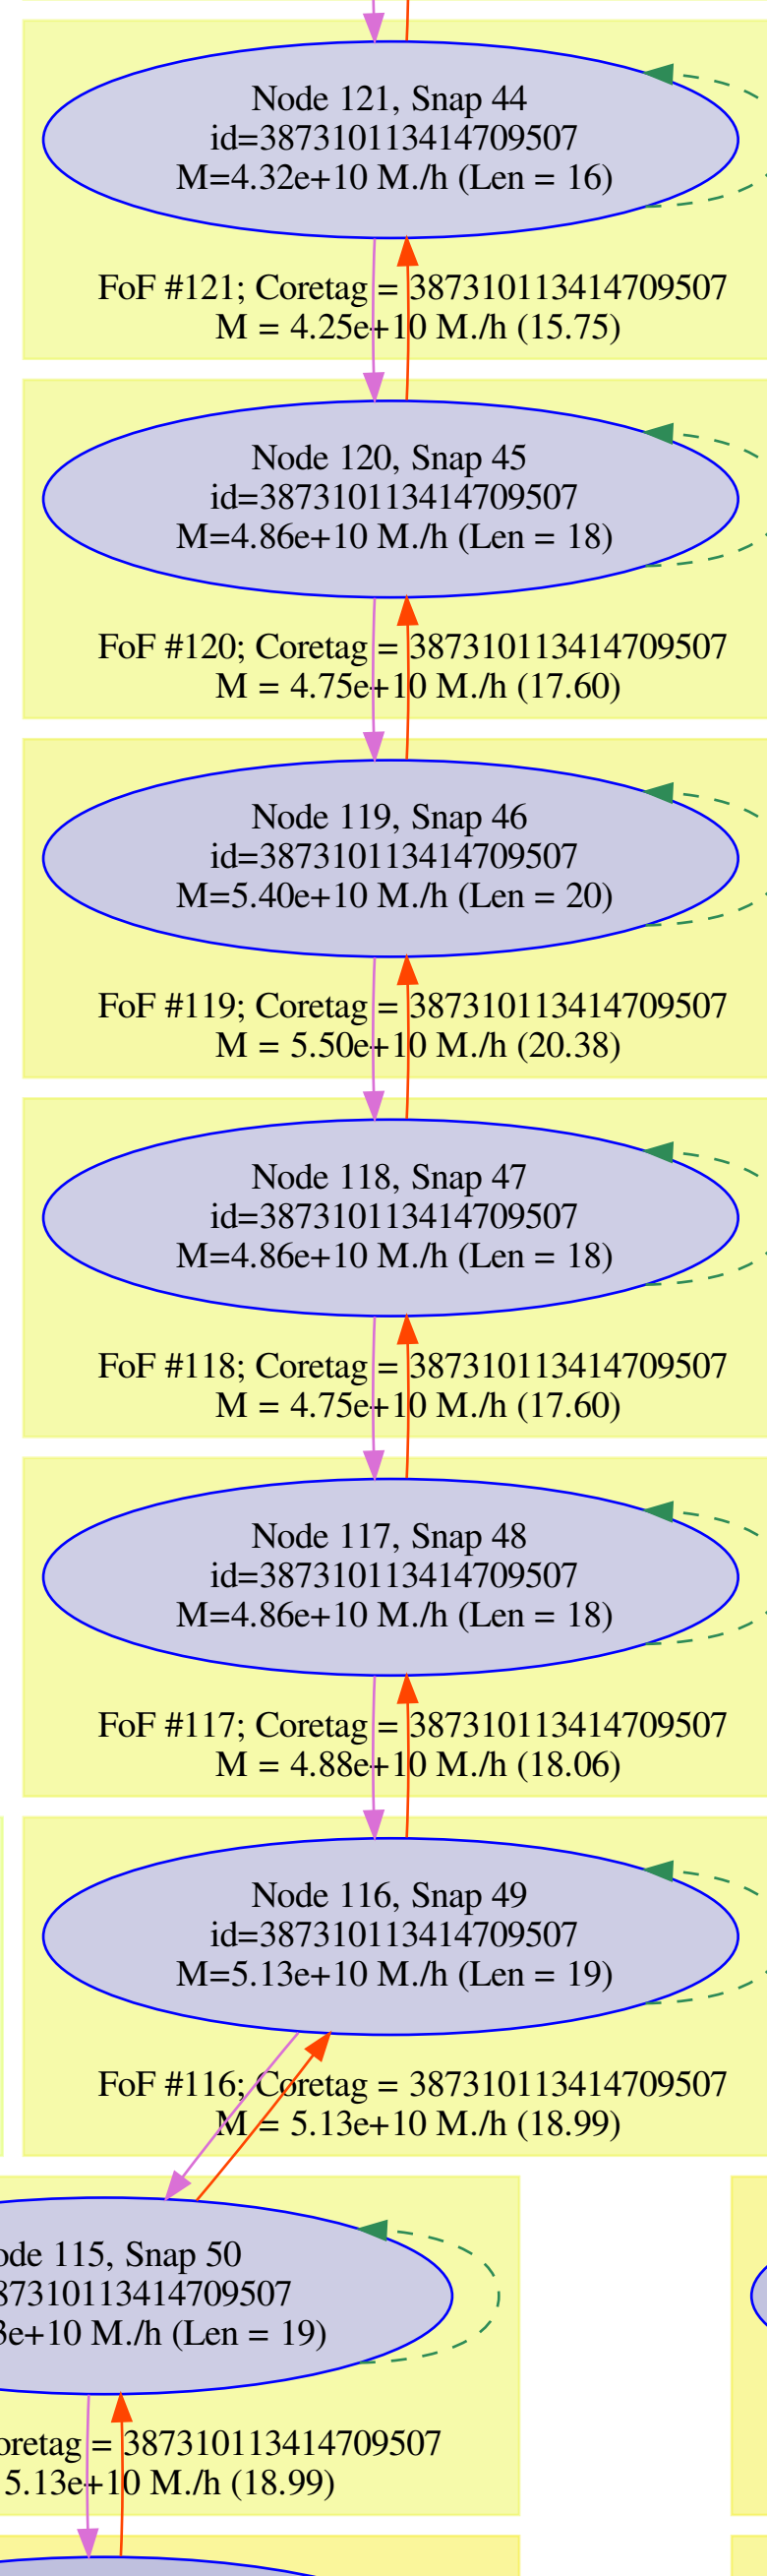 Node 121, Snap 44
id=387310113414709507
M=4.32e+10 M./h (Len = 16)
FoF #121; Coretag = 387310113414709507
M = 4.25e+10 M./h (15.75)
Node 120, Snap 45
id=387310113414709507
M=4.86e+10 M./h (Len = 18)
FoF #120; Coretag = 387310113414709507
M = 4.75e+10 M./h (17.60)
Node 119, Snap 46
id=387310113414709507
M=5.40e+10 M./h (Len = 20)
FoF #119; Coretag = 387310113414709507
M = 5.50e+10 M./h (20.38)
Node 118, Snap 47
id=387310113414709507
M=4.86e+10 M./h (Len = 18)
FoF #118; Coretag = 387310113414709507
M = 4.75e+10 M./h (17.60)
Node 117, Snap 48
id=387310113414709507
M=4.86e+10 M./h (Len = 18)
FoF #117; Coretag = 387310113414709507
M = 4.88e+10 M./h (18.06)
Node 116, Snap 49
id=387310113414709507
M=5.13e+10 M./h (Len = 19)
FoF #116; Coretag = 387310113414709507
M = 5.13e+10 M./h (18.99)
ode 115, Snap 50
87310113414709507
3e+10 M./h (Len = 19)
oretag = 387310113414709507
5.13e+10 M./h (18.99)